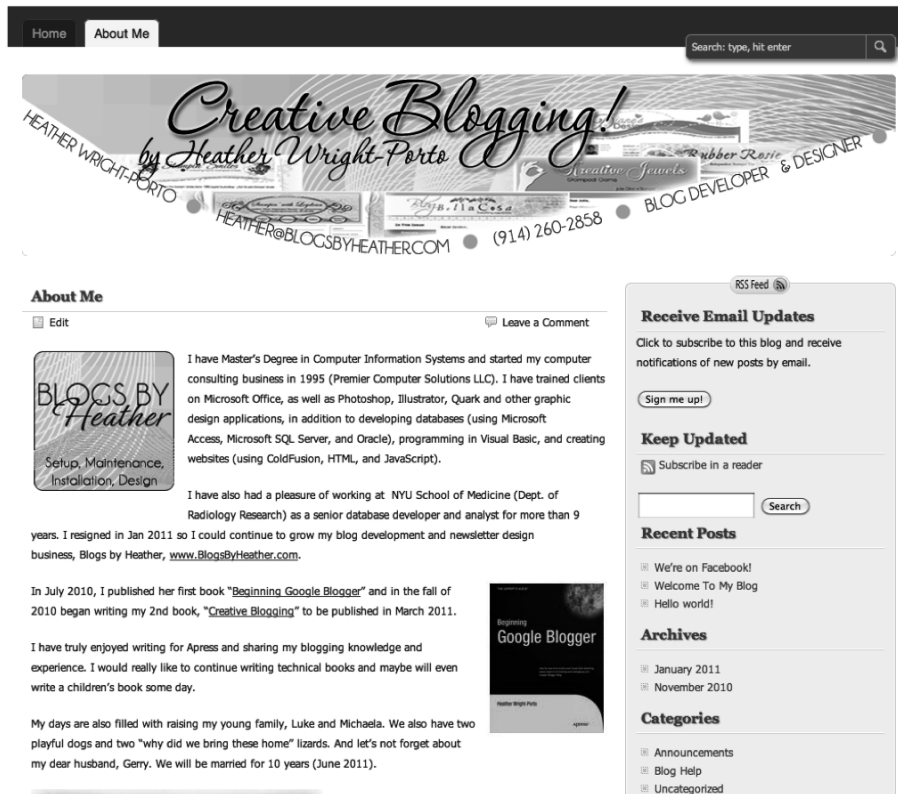 Home
About Me
Search: type, hit enter
Creative Blogging!
by Heather Wright-Porto
Rubber Rosie
Kreative Jewels
Blog BellaCosa
HEATHER WRIGHT-PORTO
HEATHER@BLOGSBYHEATHER.COM
(914) 260-2858
BLOG DEVELOPER & DESIGNER
About Me
Edit
Leave a Comment
BLOGS BY
Heather
Setup, Maintenance,
Installation, Design
I have Master's Degree in Computer Information Systems and started my computer
consulting business in 1995 (Premier Computer Solutions LLC). I have trained clients
on Microsoft Office, as well as Photoshop, Illustrator, Quark and other graphic
design applications, in addition to developing databases (using Microsoft
Access, Microsoft SQL Server, and Oracle), programming in Visual Basic, and creating
websites (using ColdFusion, HTML, and JavaScript).
I have also had a pleasure of working at NYU School of Medicine (Dept. of
Radiology Research) as a senior database developer and analyst for more than 9
years. I resigned in Jan 2011 so I could continue to grow my blog development and newsletter design
business, Blogs by Heather, www.BlogsByHeather.com.
In July 2010, I published her first book “Beginning Google Blogger” and in the fall of
2010 began writing my 2nd book, “Creative Blogging” to be published in March 2011.
I have truly enjoyed writing for Apress and sharing my blogging knowledge and
experience. I would really like to continue writing technical books and maybe will even
write a children's book some day.
My days are also filled with raising my young family, Luke and Michaela. We also have two
playful dogs and two “why did we bring these home” lizards. And let's not forget about
my dear husband, Gerry. We will be married for 10 years (June 2011).
Beginning
Google Blogger
Heather Wright-Porto
Apress
RSS Feed
Receive Email Updates
Click to subscribe to this blog and receive
notifications of new posts by email.
Sign me up!
Keep Updated
Subscribe in a reader
Search
Recent Posts
We're on Facebook!
Welcome To My Blog
Hello world!
Archives
January 2011
November 2010
Categories
Announcements
Blog Help
Uncategorized